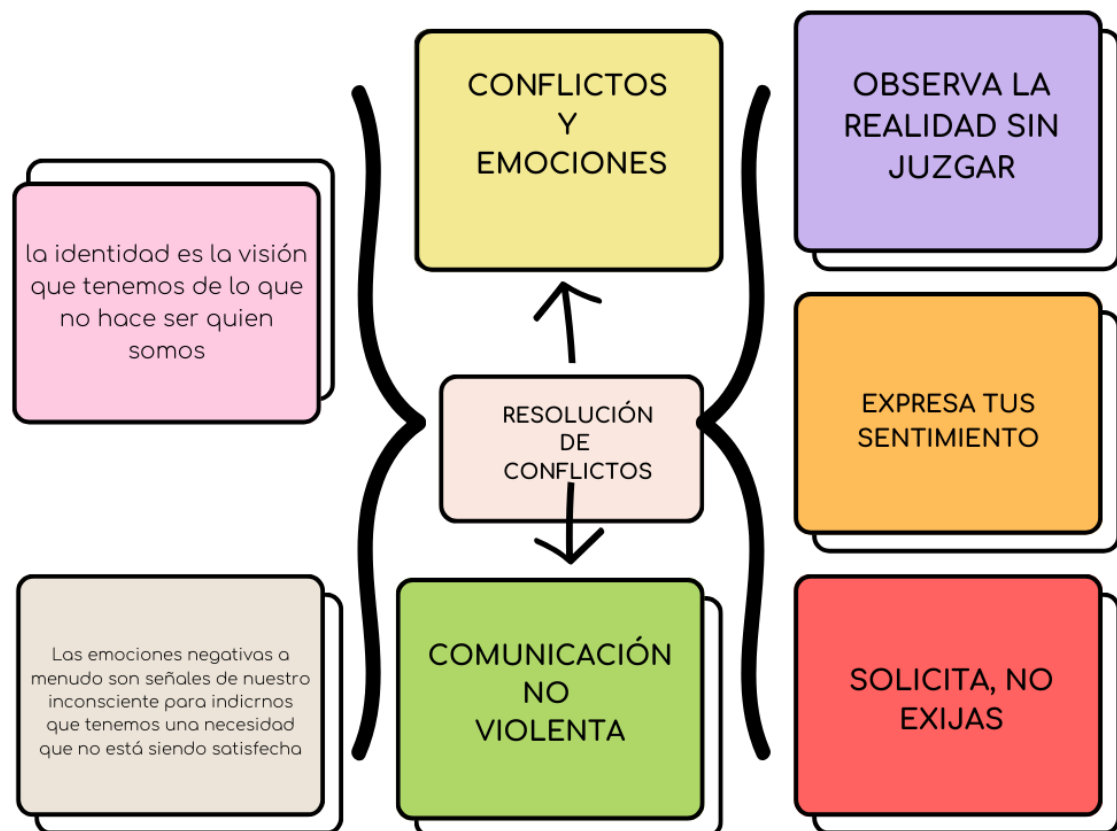 CONFLICTOS
Y
EMOCIONES
OBSERVA LA
REALIDAD SIN
JUZGAR
la identidad es la visión
que tenemos de lo que
no hace ser quien
somos
RESOLUCIÓN
DE
CONFLICTOS
EXPRESA TUS
SENTIMIENTO
Las emociones negativas a
menudo son señales de nuestro
inconsciente para indicrnos
que tenemos una necesidad
que no está siendo satisfecha
COMUNICACIÓN
NO
VIOLENTA
SOLICITA, NO
EXIJAS